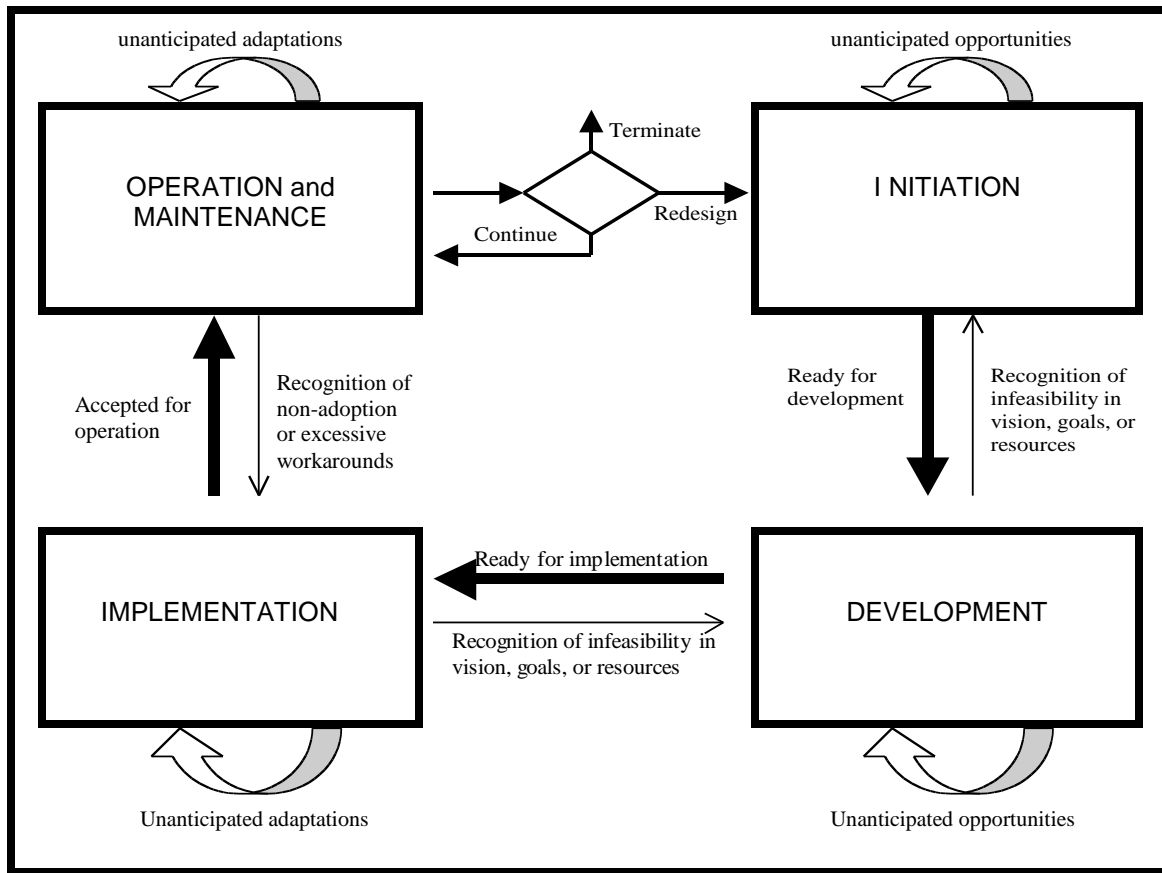 unanticipated adaptations
unanticipated opportunities
Terminate
OPERATION and
MAINTENANCE
I NITIATION
Redesign
Continue
Accepted for
operation
Recognition of
non-adoption
or excessive
workarounds
Ready for
development
Recognition of
infeasibility in
vision, goals, or
resources
Ready for implementation
IMPLEMENTATION
DEVELOPMENT
Recognition of infeasibility in
vision, goals, or resources
Unanticipated adaptations
Unanticipated opportunities